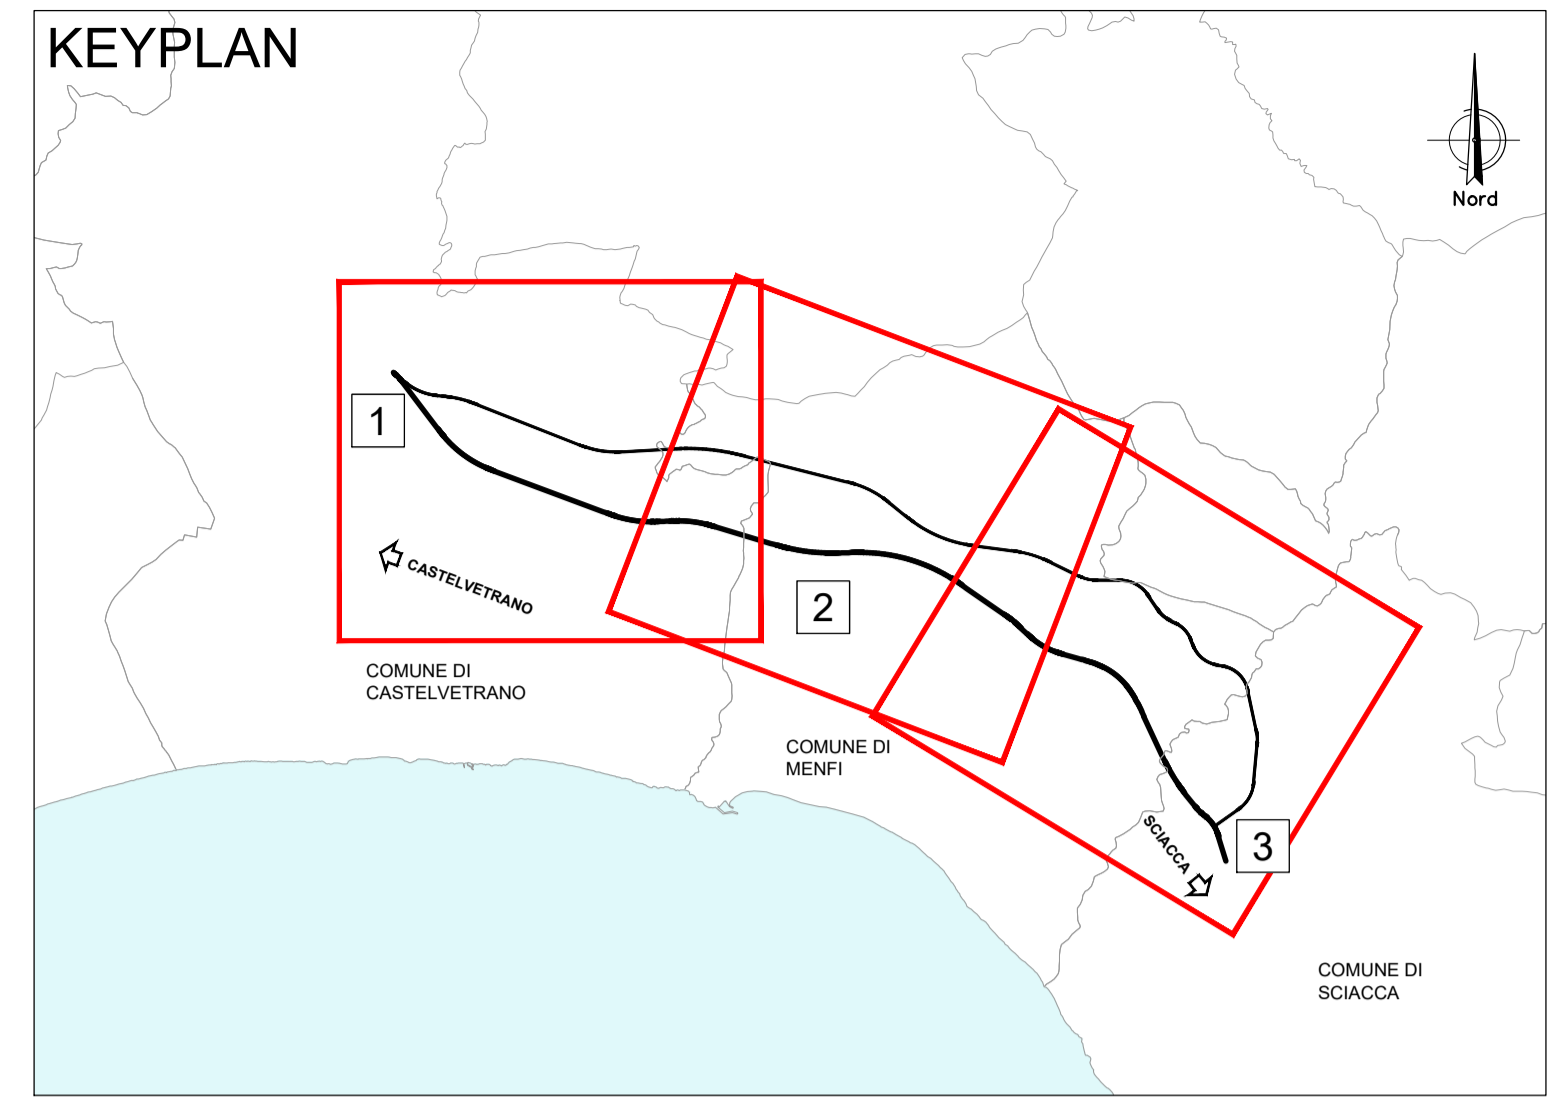 KEYPLAN
Nord
1
CASTELVETRANO
2
COMUNE DI
CASTELVETRANO
COMUNE DI
MENFI
SCIACCA
3
COMUNE DI
SCIACCA